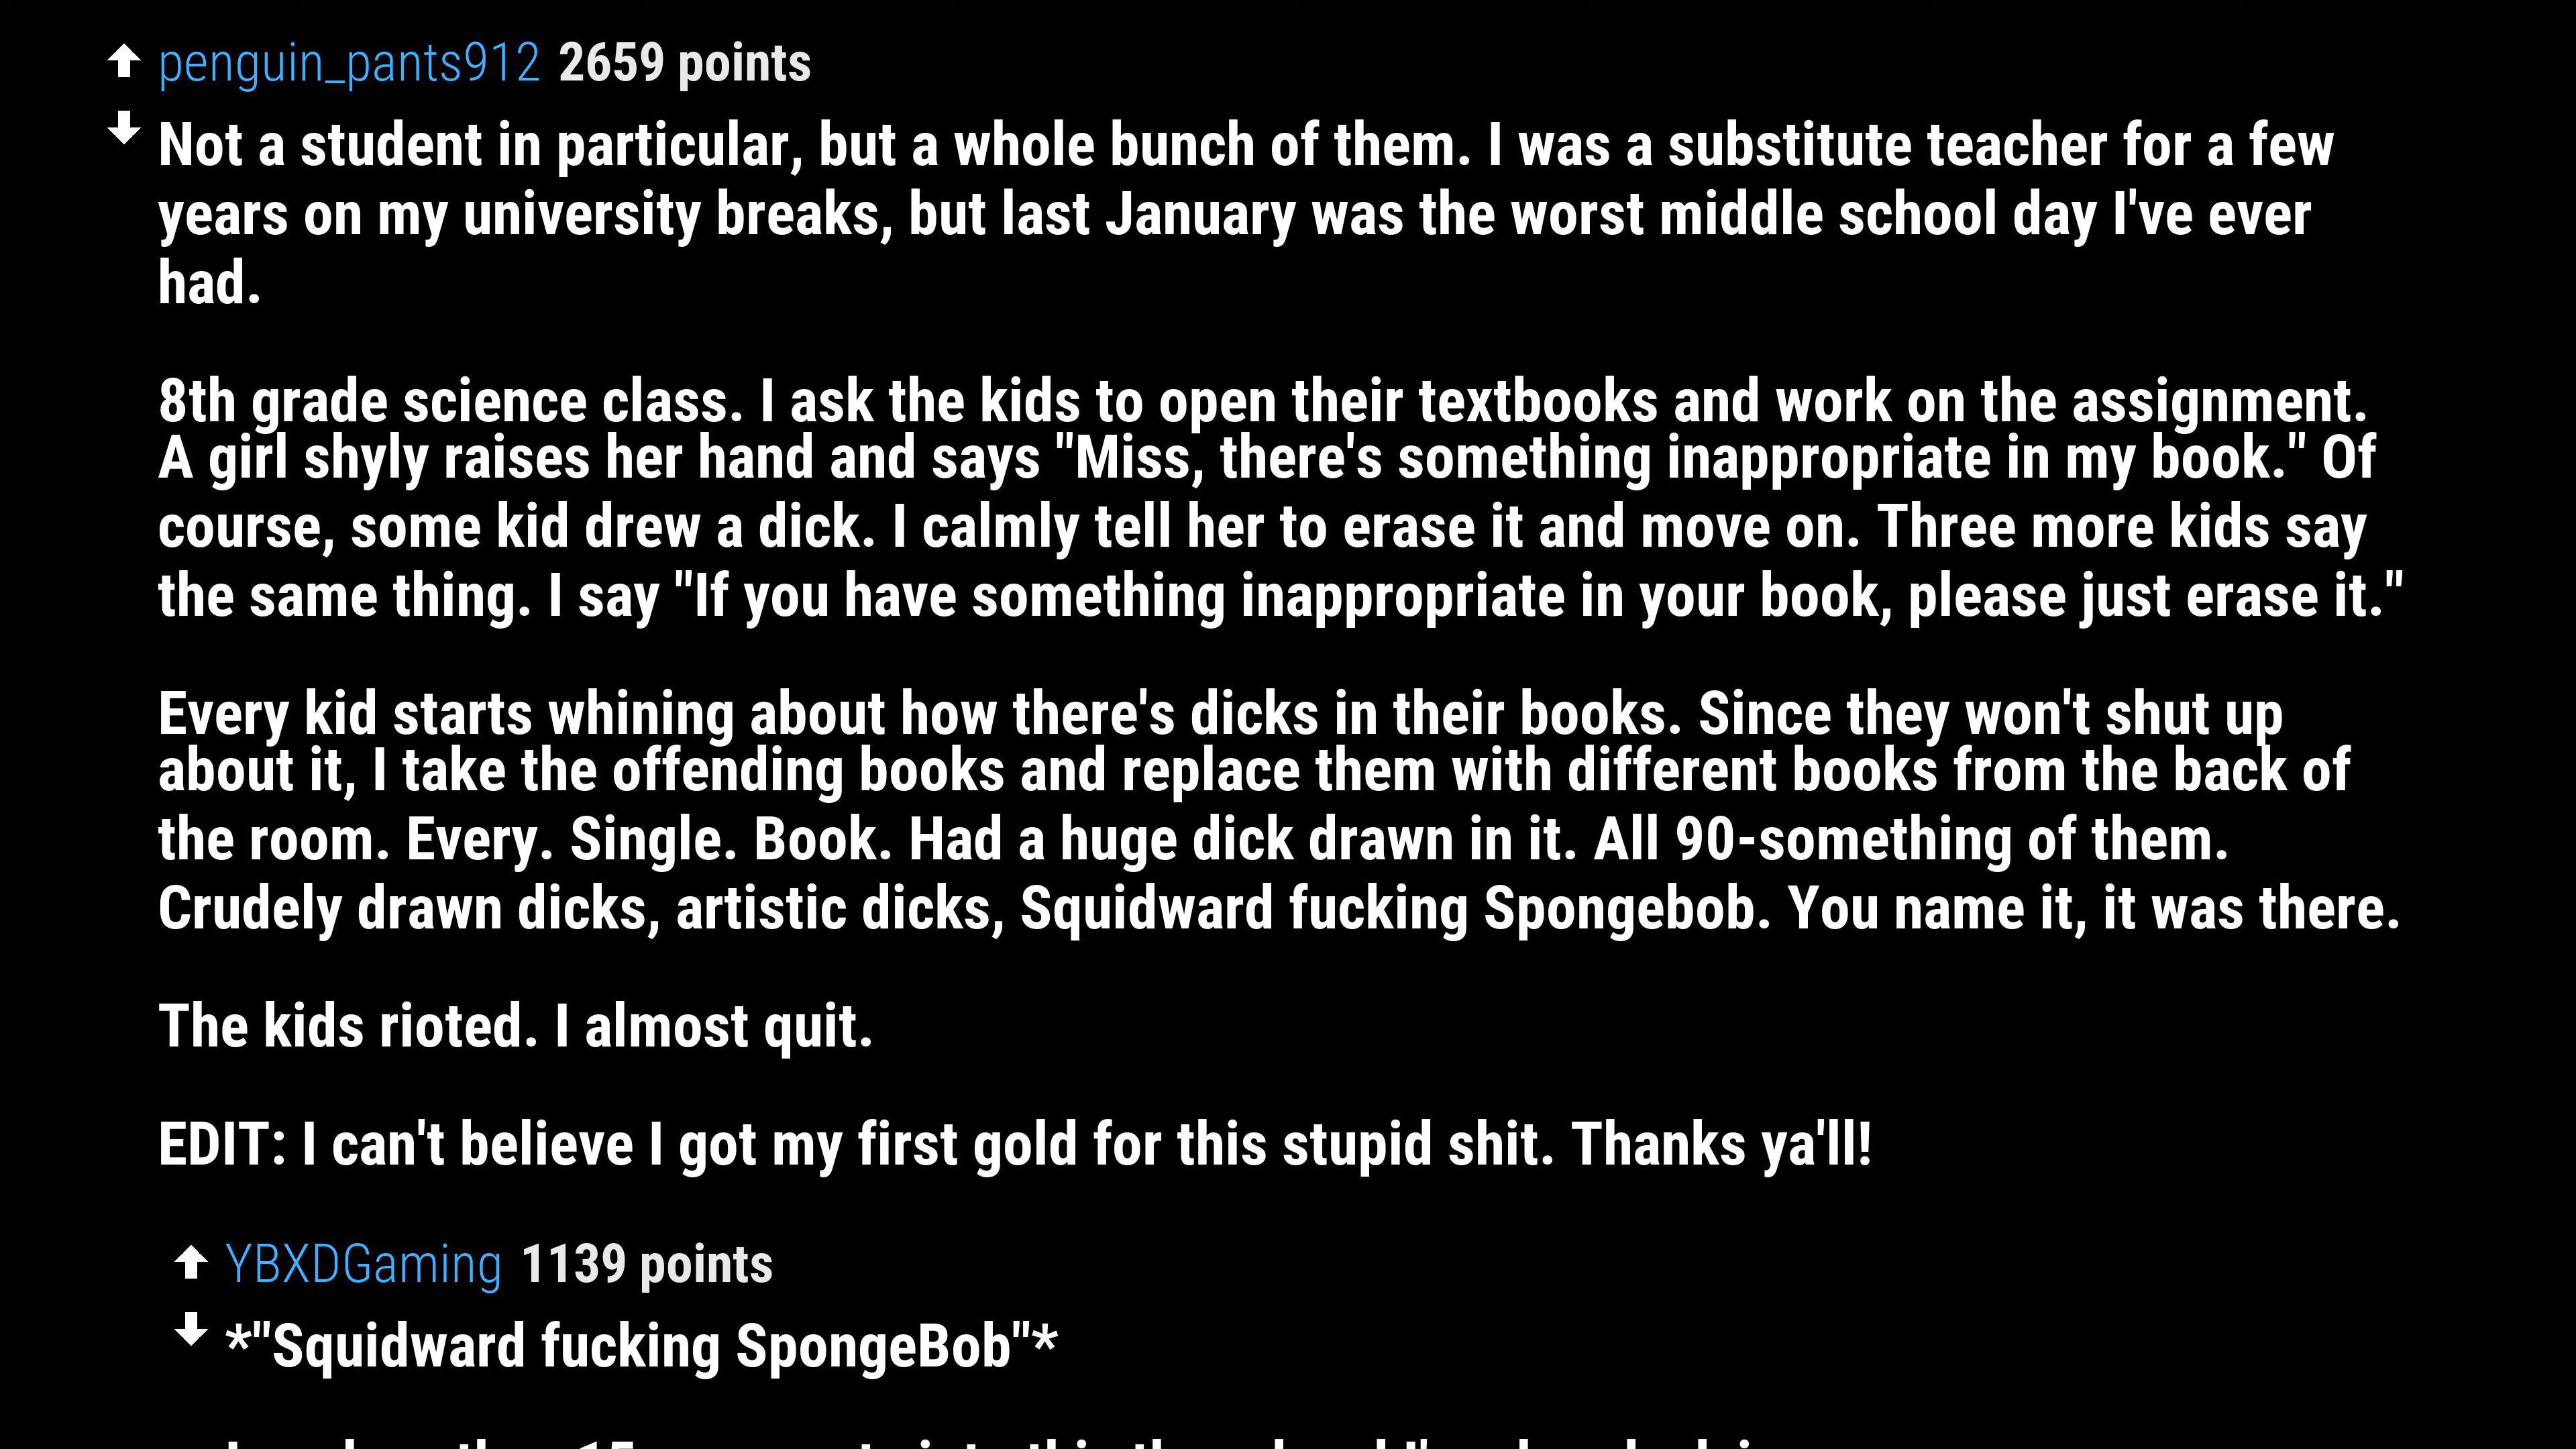 penguin_pants912 2659 points
Not a student in particular, but a whole bunch of them. I was a substitute teacher for a few
years on my university breaks, but last January was the worst middle school day I've ever
had.
8th grade science class. I ask the kids to open their textbooks and work on the assignment.
A girl shyly raises her hand and says "Miss, there's something inappropriate in my book." Of
course, some kid drew a dick. I calmly tell her to erase it and move on. Three more kids say
the same thing. I say "If you have something inappropriate in your book, please just erase it."
Every kid starts whining about how there's dicks in their books. Since they won't shut up
about it, I take the offending books and replace them with different books from the back of
the room. Every. Single. Book. Had a huge dick drawn in it. All 90-something of them.
Crudely drawn dicks, artistic dicks, Squidward fucking Spongebob. You name it, it was there.
The kids rioted. I almost quit.
EDIT: I can't believe I got my first gold for this stupid shit. Thanks ya'll!
YBXDGaming 1139 points
*"Squidward fucking SpongeBob"*